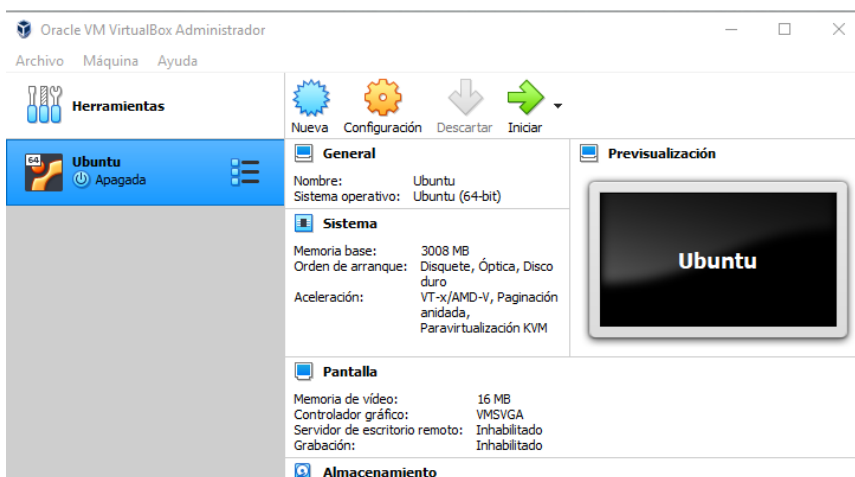 Oracle VM VirtualBox Administrador
Archivo Máquina Ayuda
Herramientas
Nueva Configuración Descartar Iniciar
64
Ubuntu
Apagada
General
Nombre: Ubuntu
Sistema operativo: Ubuntu (64-bit)
Previsualización
Ubuntu
Sistema
Memoria base: 3008 MB
Orden de arranque: Disquete, Óptica, Disco
duro
Aceleración: VT-x/AMD-V, Paginación
anidada,
Paravirtualización KVM
Pantalla
Memoria de vídeo: 16 MB
Controlador gráfico: VMSVGA
Servidor de escritorio remoto: Inhabilitado
Grabación: Inhabilitado
Almacenamiento